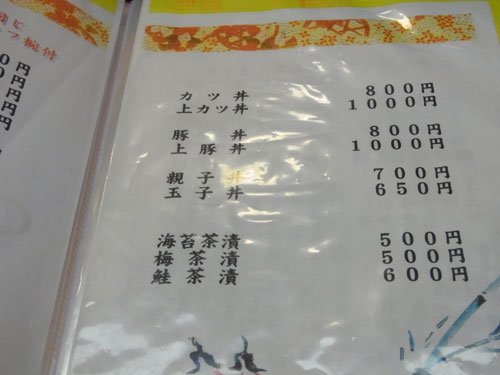 カツ丼 800円
上カツ丼 1000円
豚丼 800円
上豚丼 1000円
親子丼 700円
玉子丼 650円
海苔茶漬 500円
梅茶漬 500円
鮭茶漬 600円